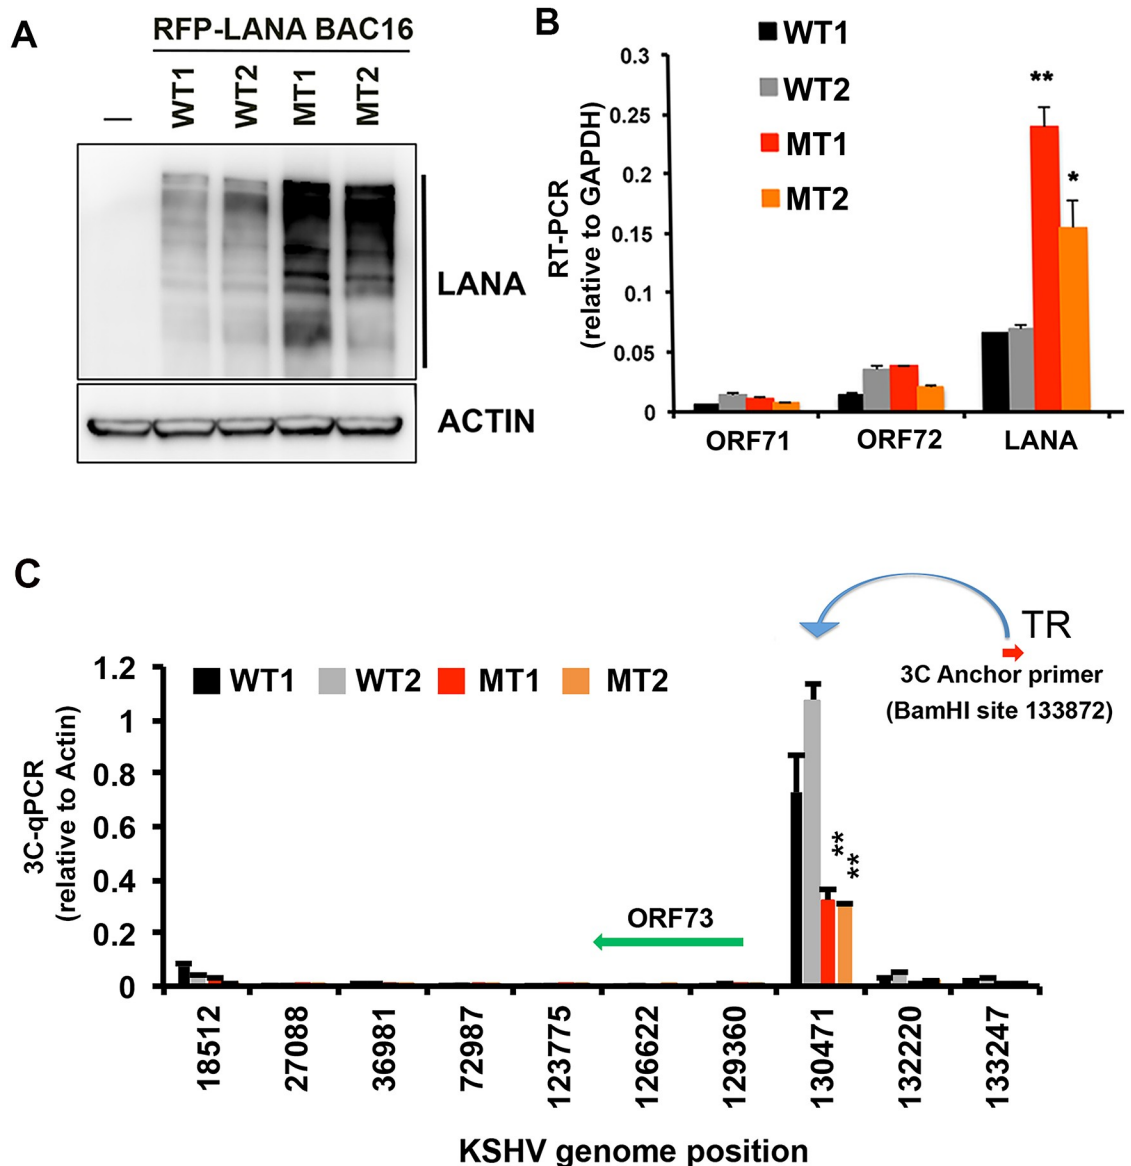 A
RFP-LANA BAC16
—
WT1
WT2
MT1
MT2
LANA
ACTIN
B
WT1
WT2
MT1
MT2
RT-PCR
(relative to GAPDH)
0.3
0.25
0.2
0.15
0.1
0.05
0
**
*
ORF71
ORF72
LANA
C
TR
3C Anchor primer
(BamHI site 133872)
WT1
WT2
MT1
MT2
3C-qPCR
(relative to Actin)
1.2
1
0.8
0.6
0.4
0.2
0
ORF73
**
**
18512
270088
36981
72987
123775
126622
129360
130471
132220
133247
KSHV genome position